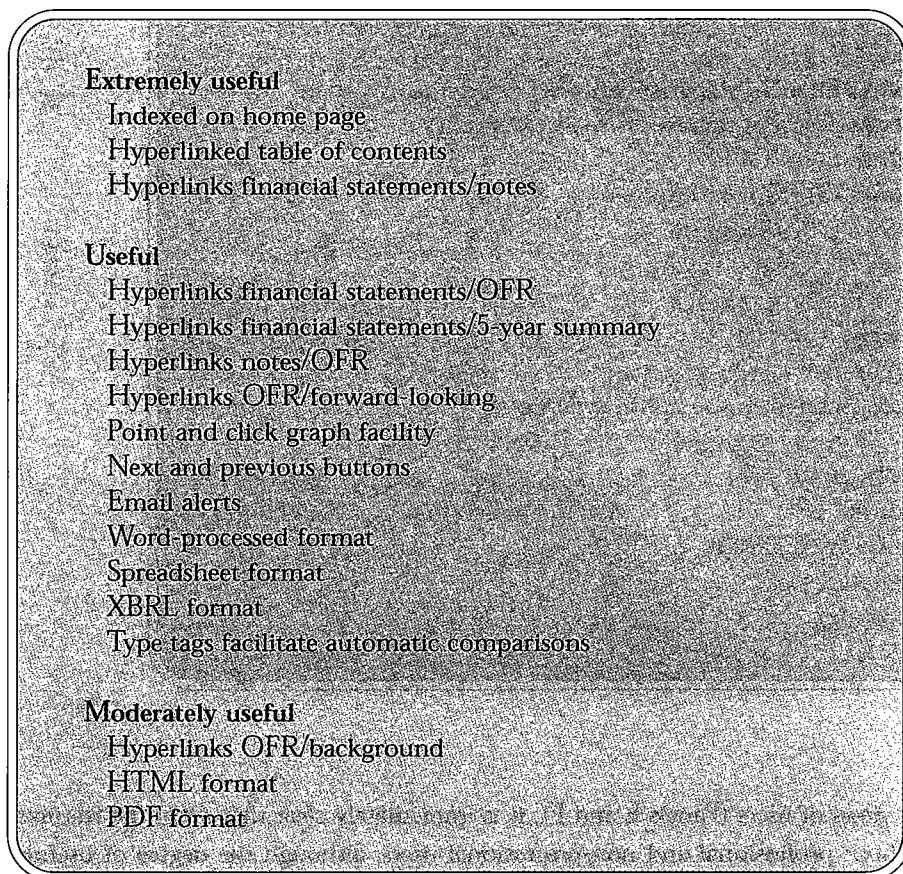 Extremely useful
Indexed on home page
Hyperlinked table of contents
Hyperlinks financial statements/notes
Useful
Hyperlinks financial statements/OFR
Hyperlinks financial statements/5-year summary
Hyperlinks notes/OFR
Hyperlinks OFR/forward-looking
Point and click graph facility
Next and previous buttons
Email alerts
Word-processed format
Spreadsheet format
XBRL format
Type tags facilitate automatic comparisons
Moderately useful
Hyperlinks OFR/background
HTML format
PDF format